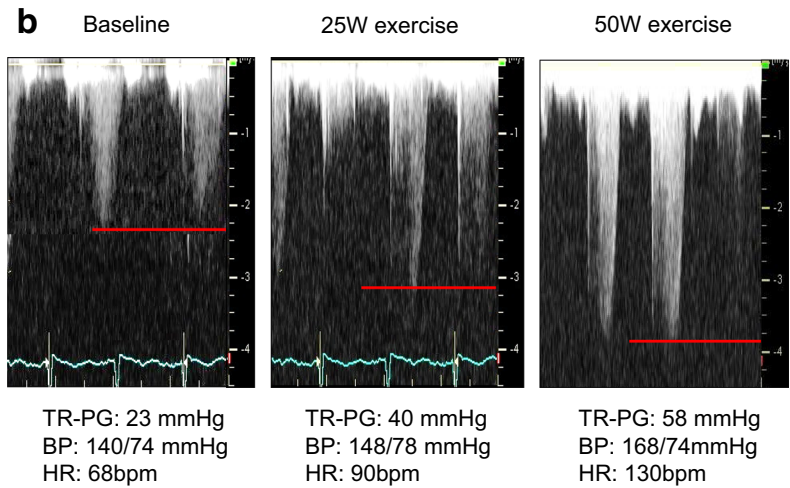 b
Baseline
25W exercise
50W exercise
-1
-2
-3
-4
-1
-2
-3
-4
-1
-2
-3
-4
TR-PG: 23 mmHg
BP: 140/74 mmHg
HR: 68bpm
TR-PG: 40 mmHg
BP: 148/78 mmHg
HR: 90bpm
TR-PG: 58 mmHg
BP: 168/74mmHg
HR: 130bpm